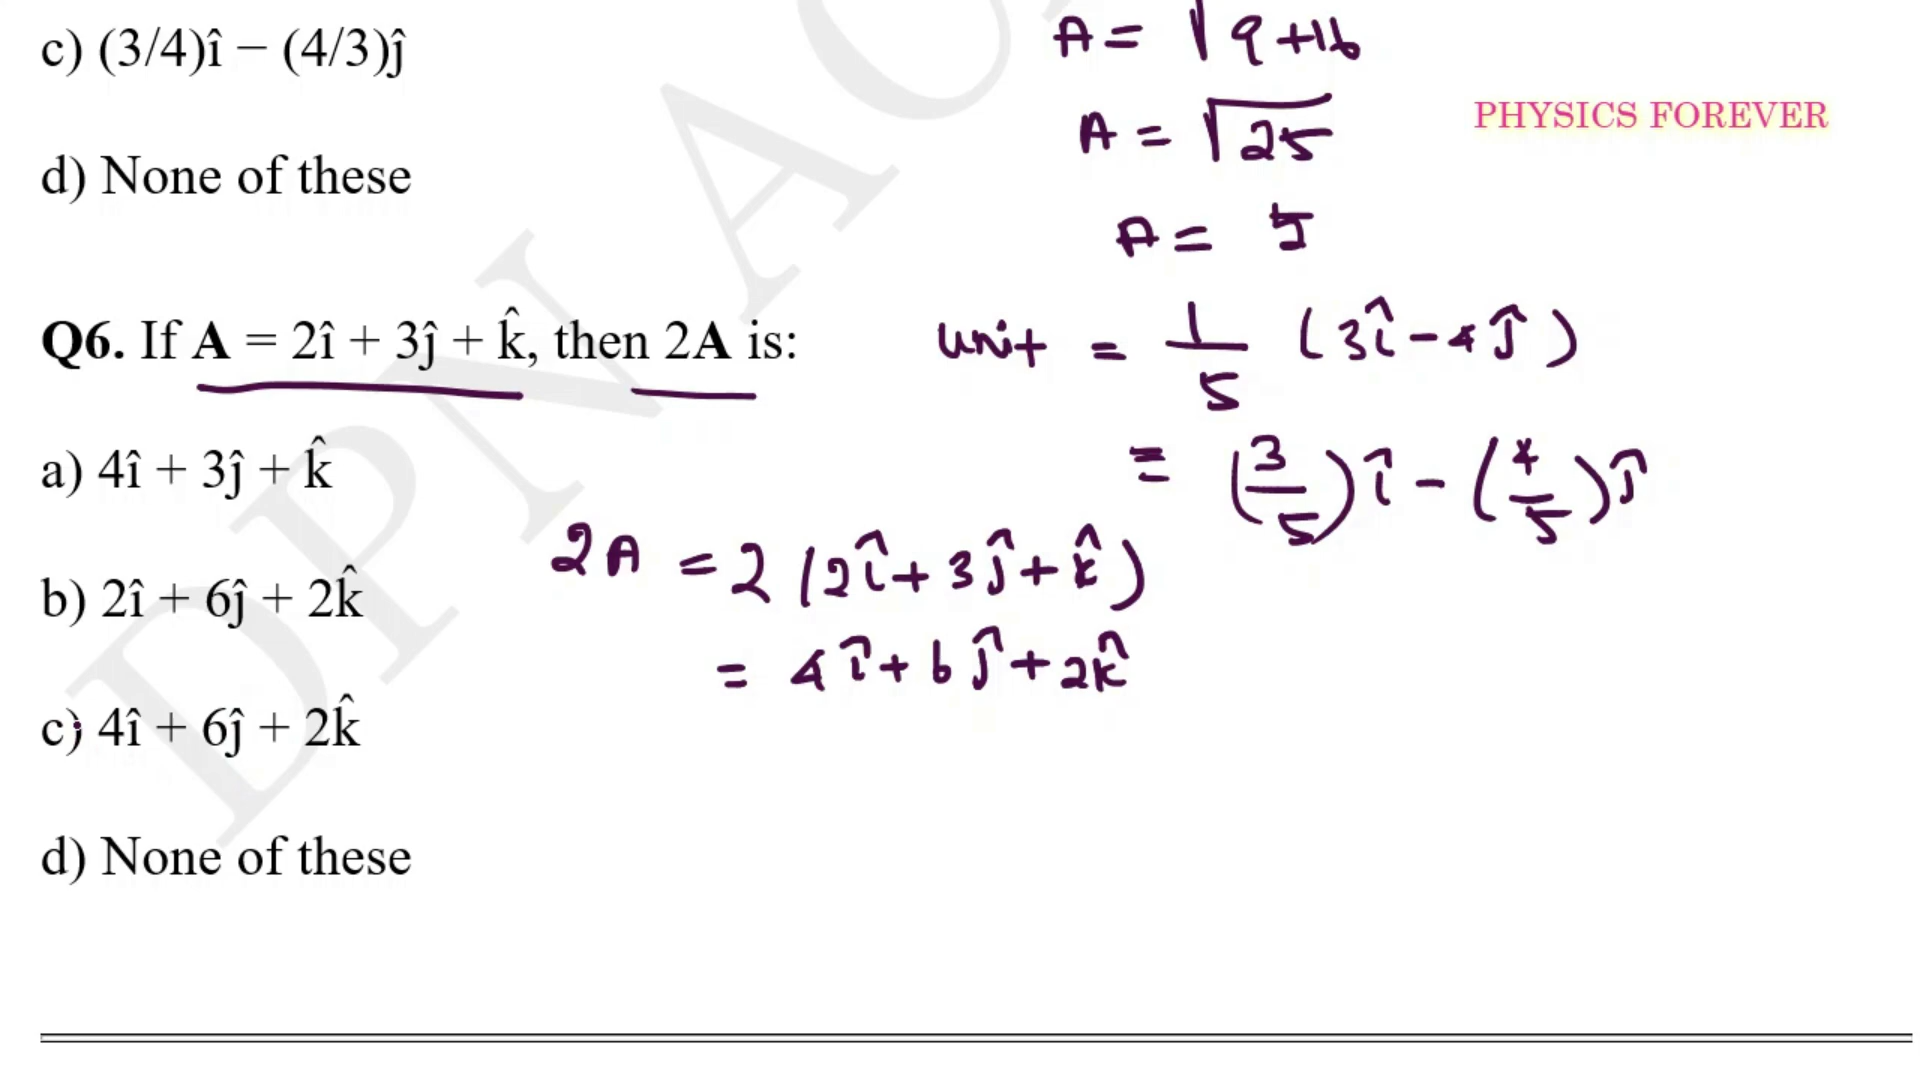 c) (3/4)î − (4/3)ĵ
d) None of these
A = √9+16
A = √25
A = 5
PHYSICS FOREVER
Q6. If A = 2î + 3ĵ + k̂, then 2A is:
unit = 1/5 (3î - 4ĵ)
= (3/5)î - (4/5)ĵ
a) 4î + 3ĵ + k̂
2A = 2(2î + 3ĵ + k̂)
b) 2î + 6ĵ + 2k̂
= 4î + 6ĵ + 2k̂
c) 4î + 6ĵ + 2k̂
d) None of these
DPN AC